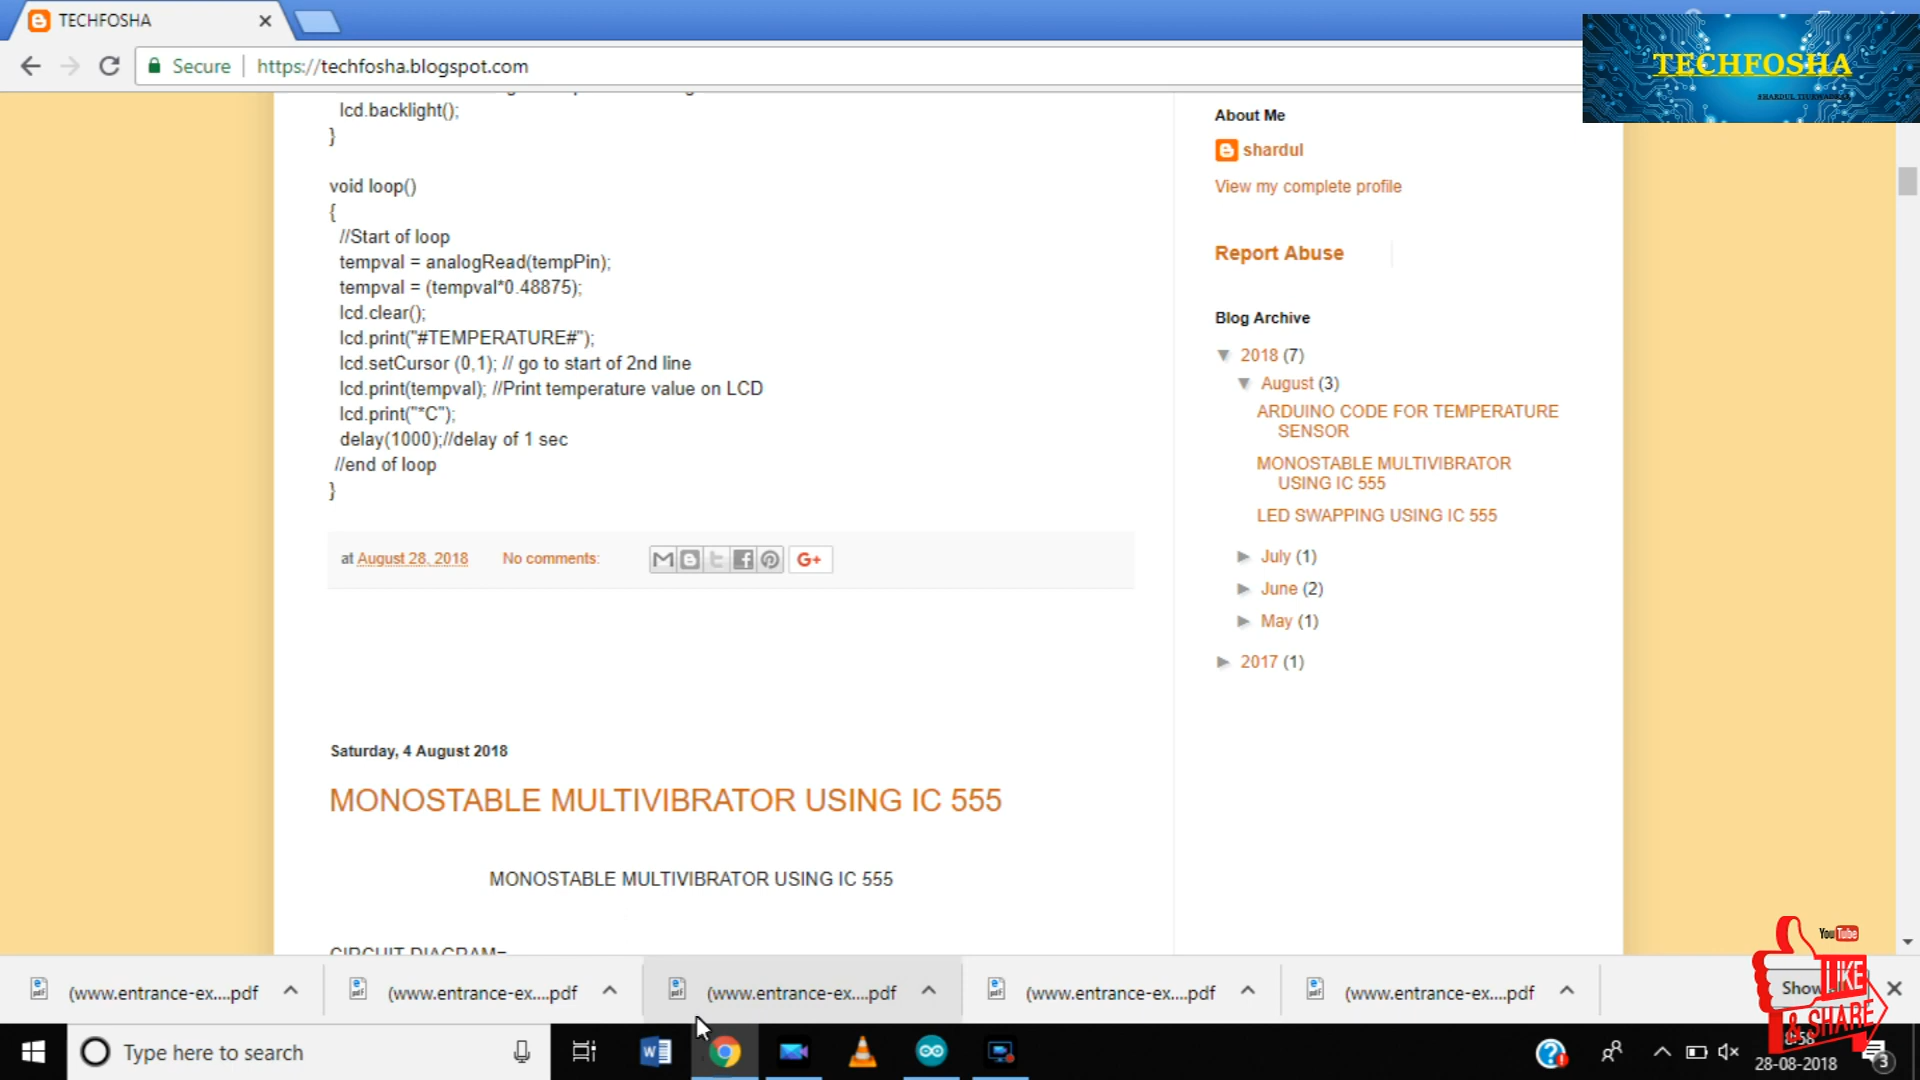 TECHFOSHA
Secure
https://techfosha.blogspot.com
TECHFOSHA
lcd.backlight();
}
void loop()
{
//Start of loop
tempval = analogRead(tempPin);
tempval = (tempval*0.48875);
lcd.clear();
lcd.print("#TEMPERATURE#");
lcd.setCursor (0,1); // go to start of 2nd line
lcd.print(tempval); //Print temperature value on LCD
lcd.print("*C");
delay(1000);//delay of 1 sec
//end of loop
}
at August 28, 2018
No comments:
G+
Saturday, 4 August 2018
MONOSTABLE MULTIVIBRATOR USING IC 555
MONOSTABLE MULTIVIBRATOR USING IC 555
CIRCUIT DIAGRAM=
About Me
shardul
View my complete profile
Report Abuse
Blog Archive
▼ 2018 (7)
▼ August (3)
ARDUINO CODE FOR TEMPERATURE
SENSOR
MONOSTABLE MULTIVIBRATOR
USING IC 555
LED SWAPPING USING IC 555
► July (1)
► June (2)
► May (1)
► 2017 (1)
(www.entrance-ex....pdf
(www.entrance-ex....pdf
(www.entrance-ex....pdf
(www.entrance-ex....pdf
(www.entrance-ex....pdf
Show
YouTube
LIKE
& SHARE
Type here to search
8:58
28-08-2018
3